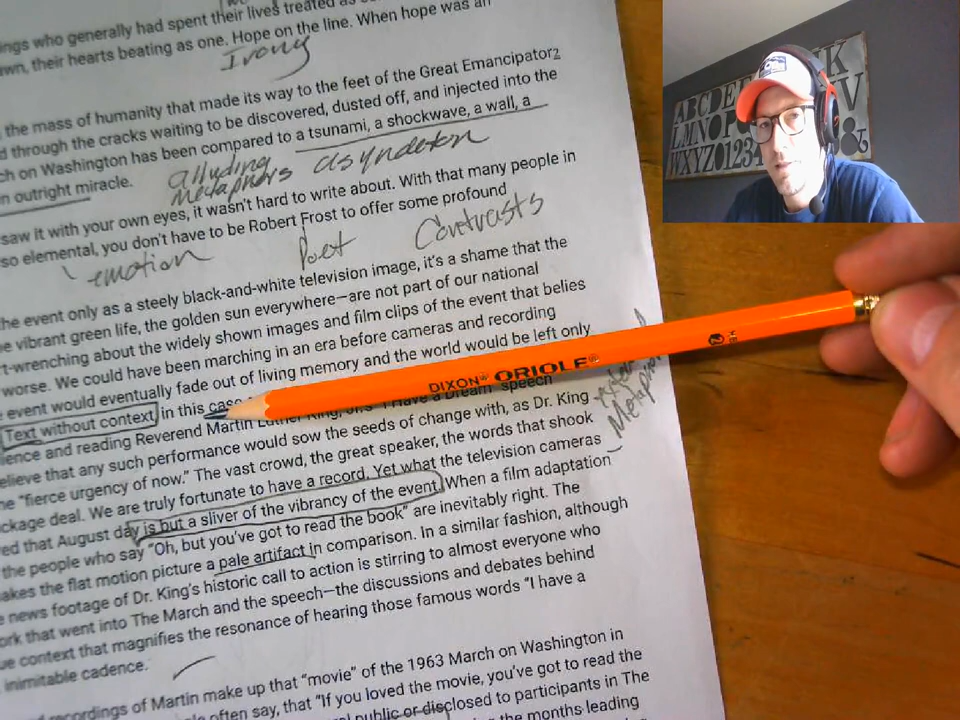 ings who generally had spent their lives treated as
wn, their hearts beating as one. Hope on the line. When hope was an
Irony
the mass of humanity that made its way to the feet of the Great Emancipator2
d through the cracks waiting to be discovered, dusted off, and injected into the
ch on Washington has been compared to a tsunami, a shockwave, a wall, a
n outright miracle.
alluding
metaphors asyndeton
saw it with your own eyes, it wasn't hard to write about. With that many people in
so elemental, you don't have to be Robert Frost to offer some profound
emotion Poet Contrasts
he event only as a steely black-and-white television image, it's a shame that the
e vibrant green life, the golden sun everywhere—are not part of our national
rt-wrenching about the widely shown images and film clips of the event that belies
worse. We could have been marching in an era before cameras and recording
e event would eventually fade out of living memory and the world would be left only
Text without context in this case
ience and reading Reverend Martin Luther King, Jr.'s "I Have a Dream" speech
elieve that any such performance would sow the seeds of change with, as Dr. King
e "fierce urgency of now." The vast crowd, the great speaker, the words that shook
ckage deal. We are truly fortunate to have a record. Yet what the television cameras
ed that August day is but a sliver of the vibrancy of the event. When a film adaptation
the people who say "Oh, but you've got to read the book" are inevitably right. The
akes the flat motion picture a pale artifact in comparison. In a similar fashion, although
e news footage of Dr. King's historic call to action is stirring to almost everyone who
ork that went into The March and the speech—the discussions and debates behind
ue context that magnifies the resonance of hearing those famous words "I have a
inimitable cadence.
recordings of Martin make up that "movie" of the 1963 March on Washington in
le often say, that "If you loved the movie, you've got to read the
public or disclosed to participants in The
the months leading
DIXON ORIOLE
ABCDE K
WXYZ01234 &